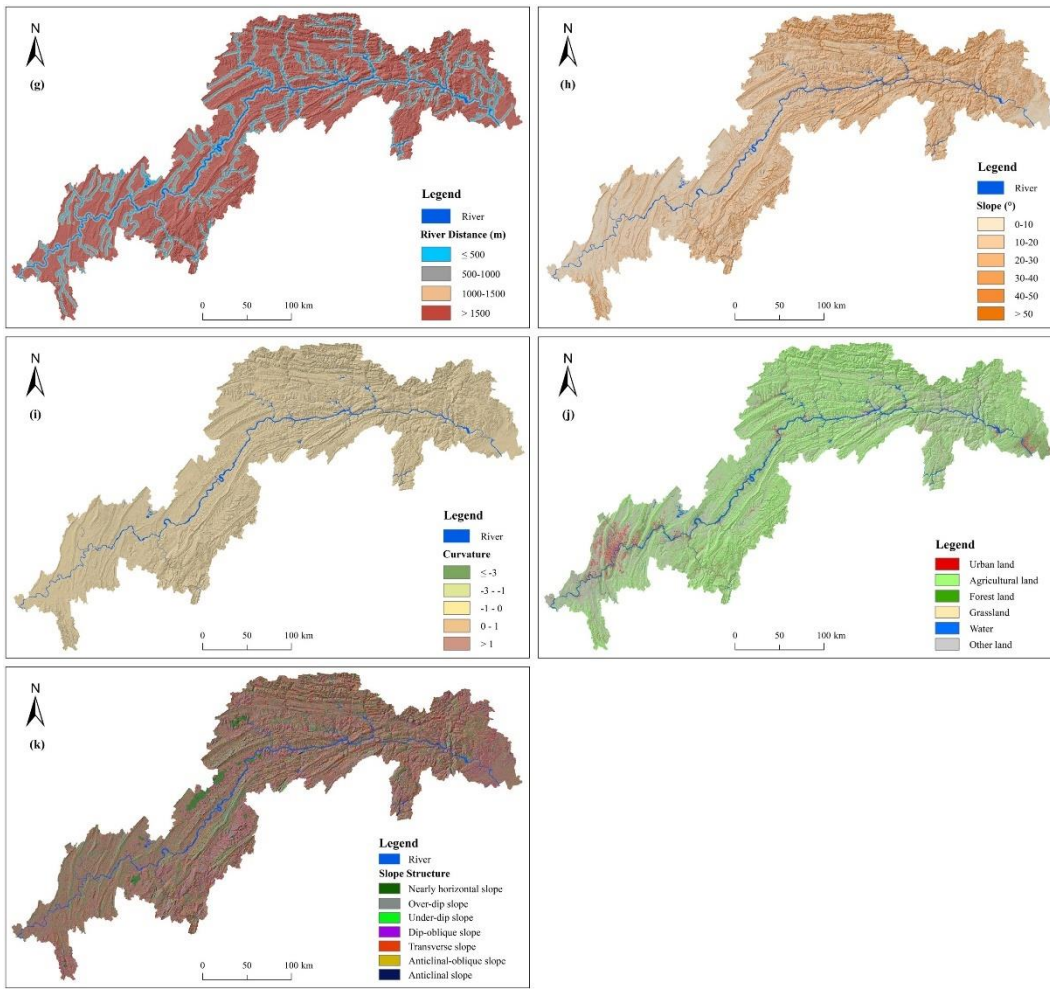 N
(g)
Legend
River
River Distance (m)
≤ 500
500-1000
1000-1500
> 1500
0 50 100 km
N
(h)
Legend
River
Slope (°)
0-10
10-20
20-30
30-40
40-50
> 50
0 50 100 km
N
(i)
Legend
River
Curvature
≤ -3
-3 - -1
-1 - 0
0 - 1
> 1
0 50 100 km
N
(j)
Legend
Urban land
Agricultural land
Forest land
Grassland
Water
Other land
0 50 100 km
N
(k)
Legend
River
Slope Structure
Nearly horizontal slope
Over-dip slope
Under-dip slope
Dip-oblique slope
Transverse slope
Anticlinal-oblique slope
Anticlinal slope
0 50 100 km